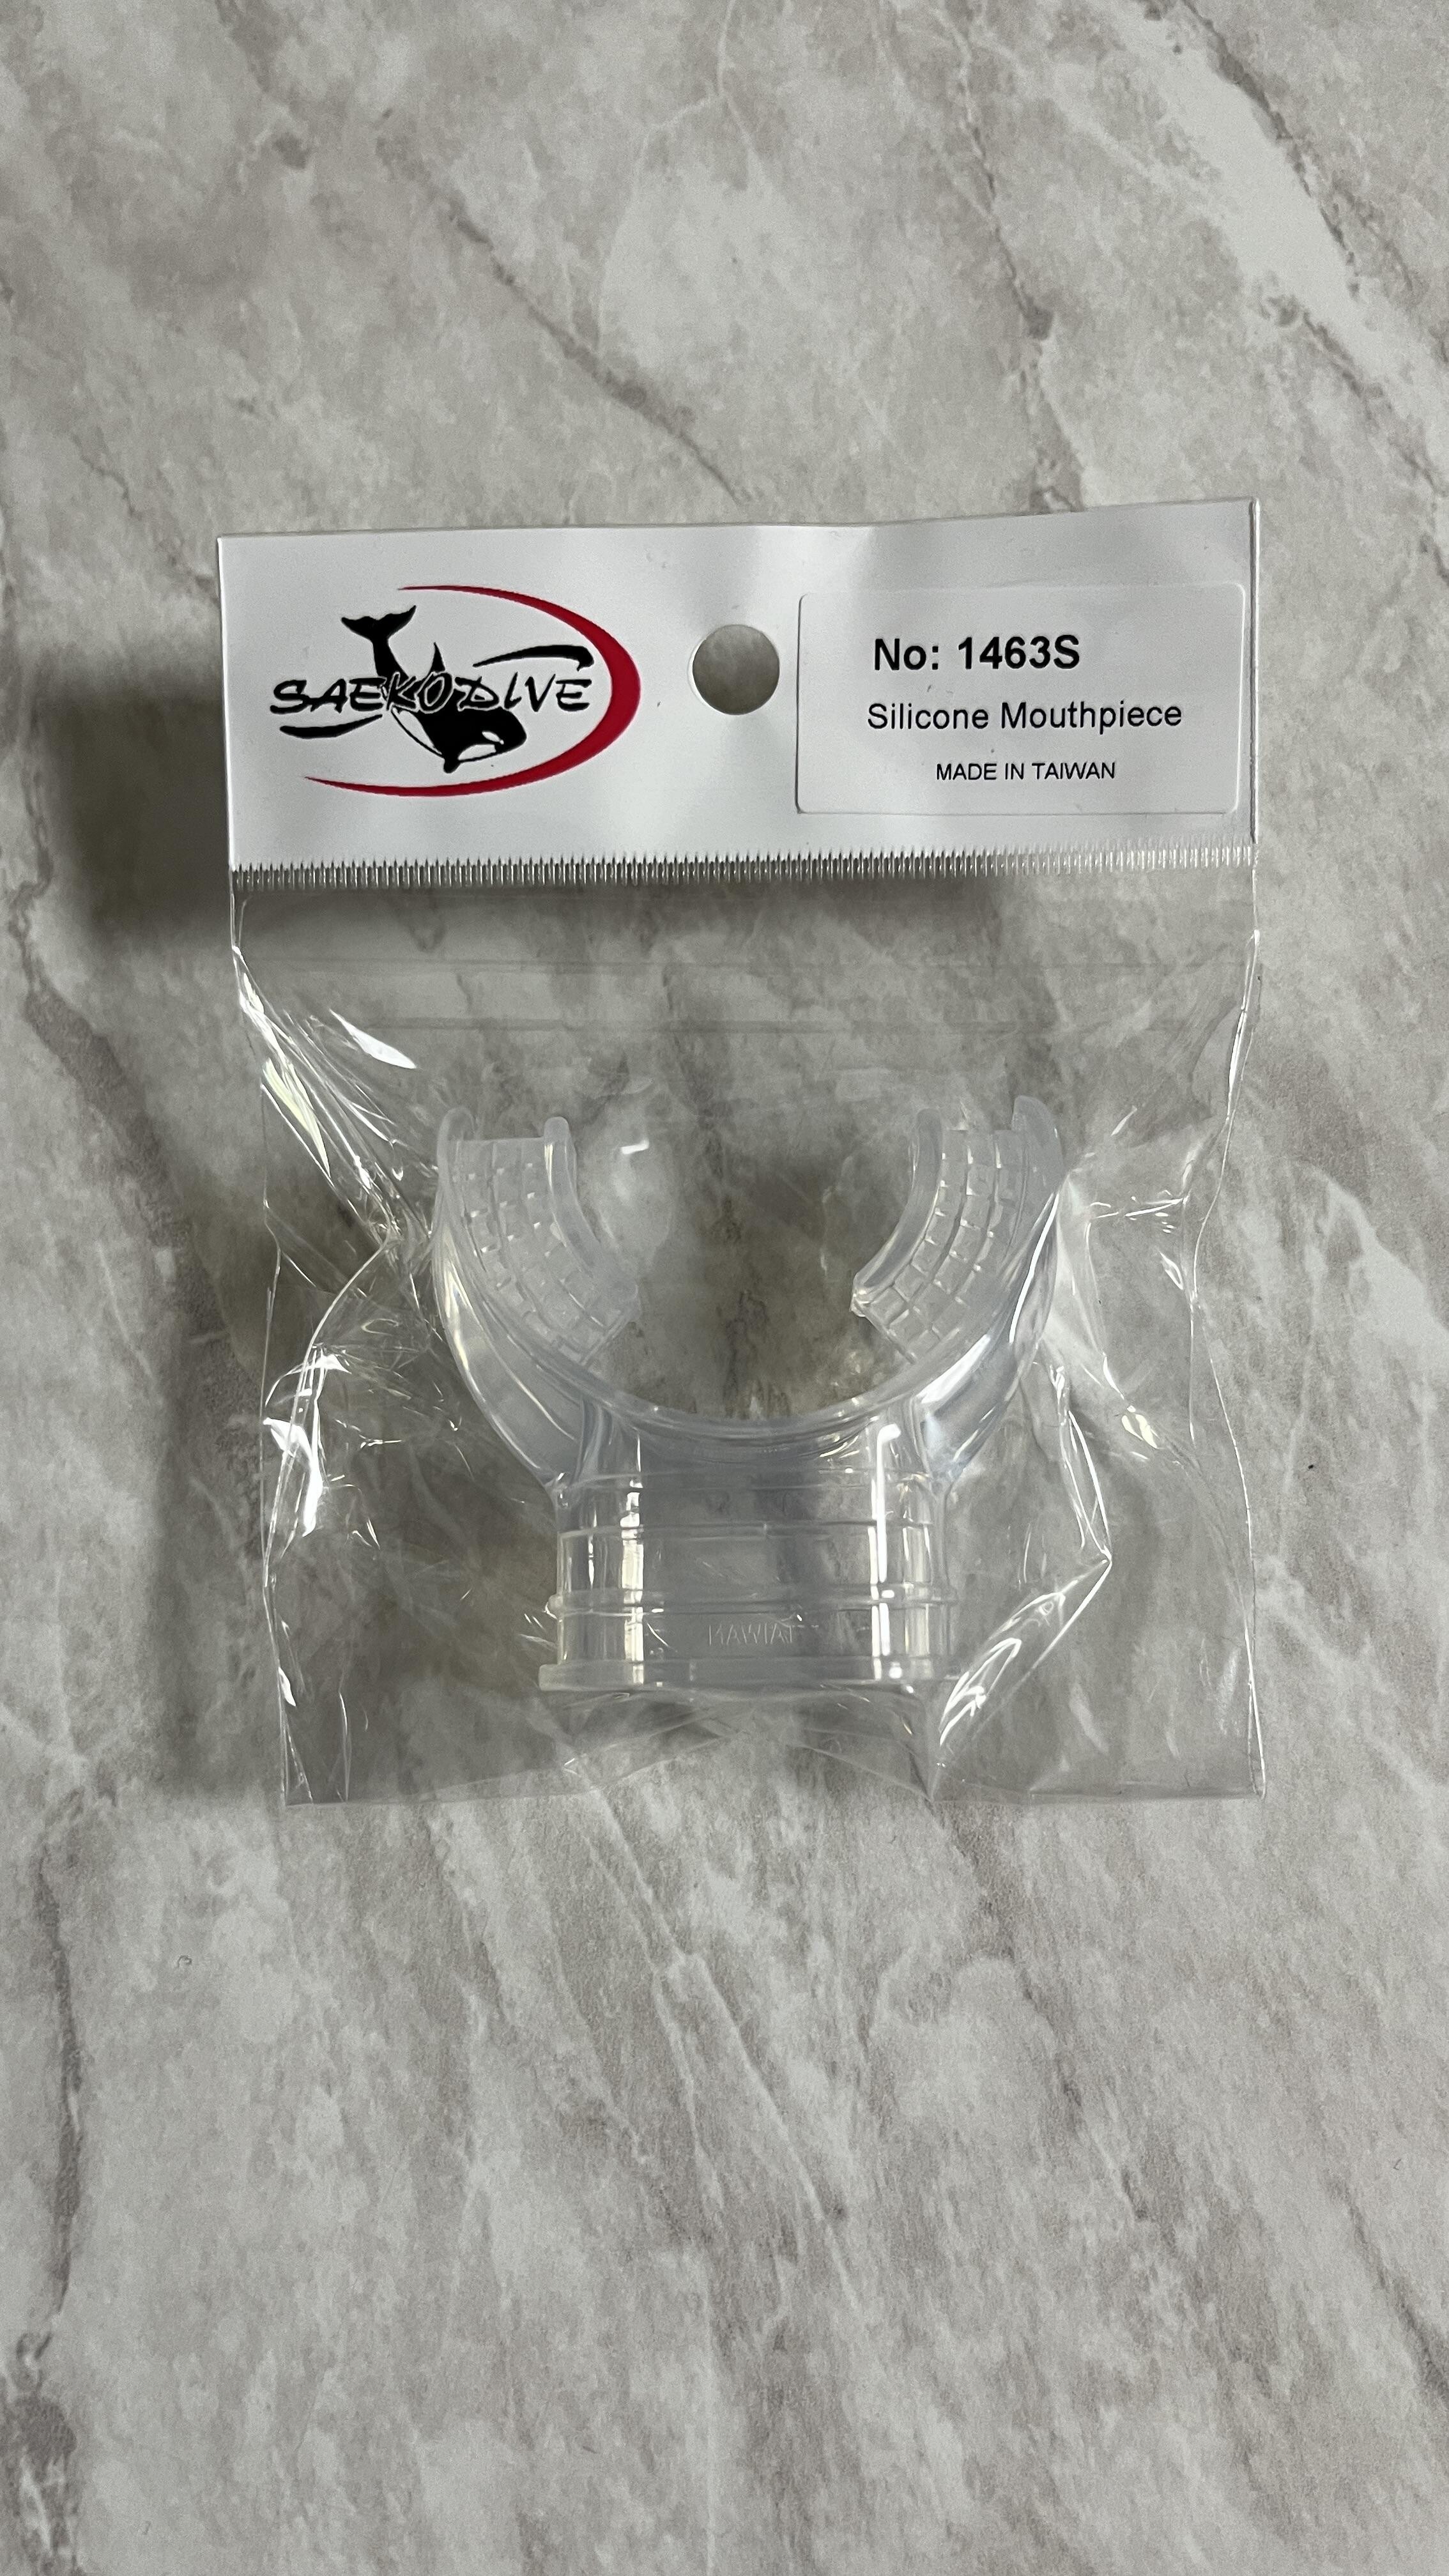 SAEKODIVE
No: 1463S
Silicone Mouthpiece
MADE IN TAIWAN